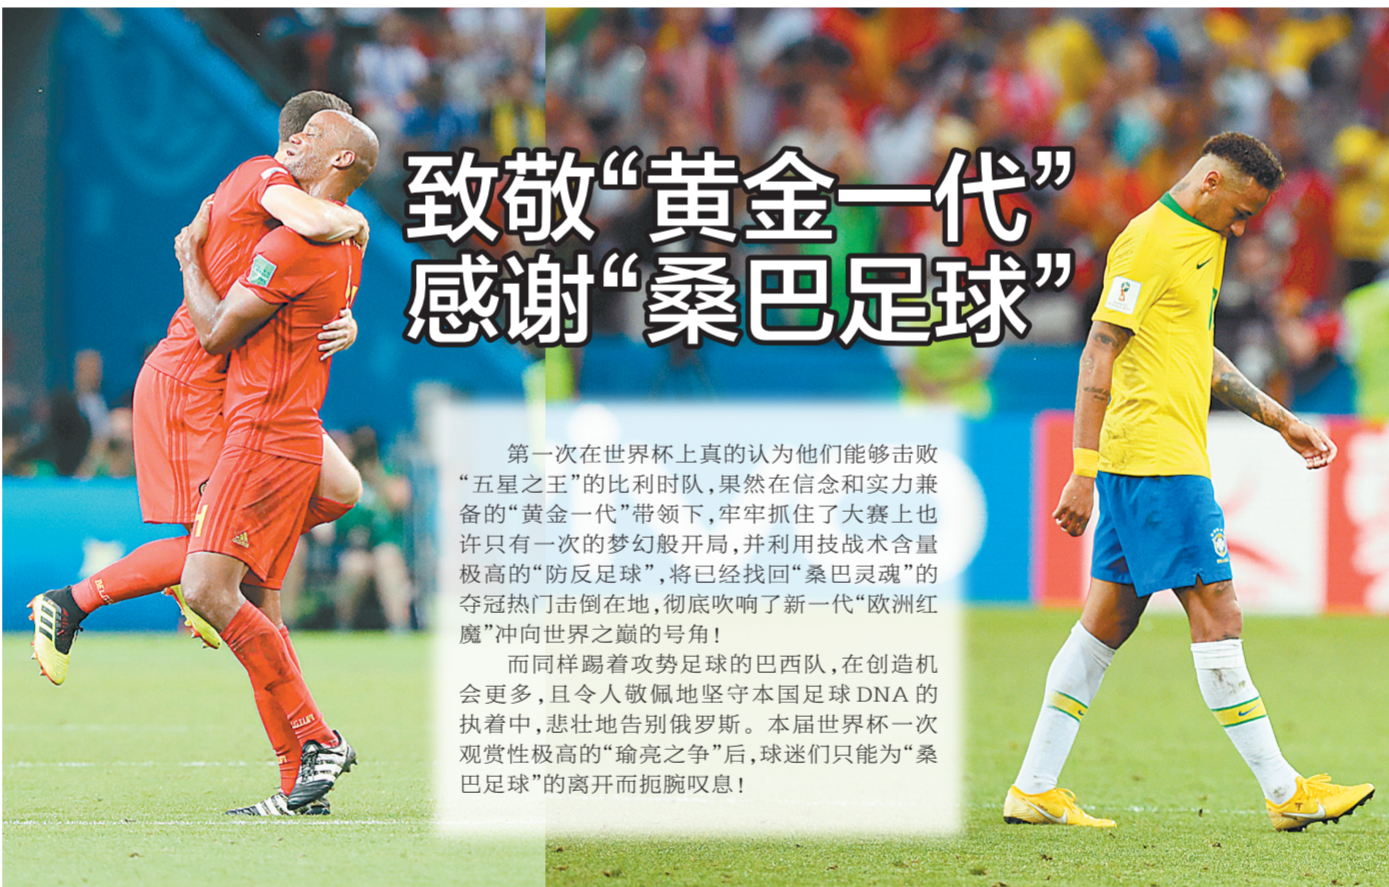 致敬“黄金一代”
感谢“桑巴足球”
第一次在世界杯上真的认为他们能够击败
“五星之王”的比利时队,果然在信念和实力兼
备的“黄金一代”带领下,牢牢抓住了大赛上也
许只有一次的梦幻般开局,并利用技战术含量
极高的“防反足球”,将已经找回“桑巴灵魂”的
夺冠热门击倒在地,彻底吹响了新一代“欧洲红
魔”冲向世界之巅的号角!
而同样踢着攻势足球的巴西队,在创造机
会更多,且令人敬佩地坚守本国足球DNA的
执着中,悲壮地告别俄罗斯。本届世界杯一次
观赏性极高的“瑜亮之争”后,球迷们只能为“桑
巴足球”的离开而扼腕叹息!